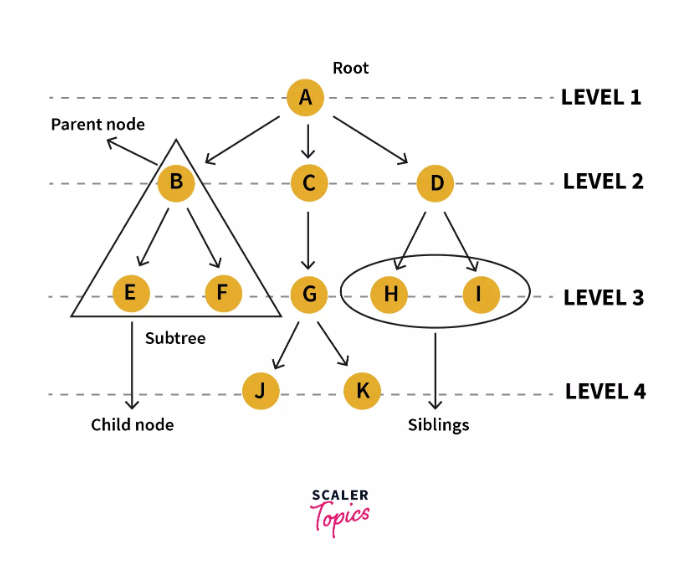 Root
A
LEVEL 1
Parent node
B
C
D
LEVEL 2
E
F
G
H
I
LEVEL 3
Subtree
J
K
LEVEL 4
Child node
Siblings
SCALER
Topics